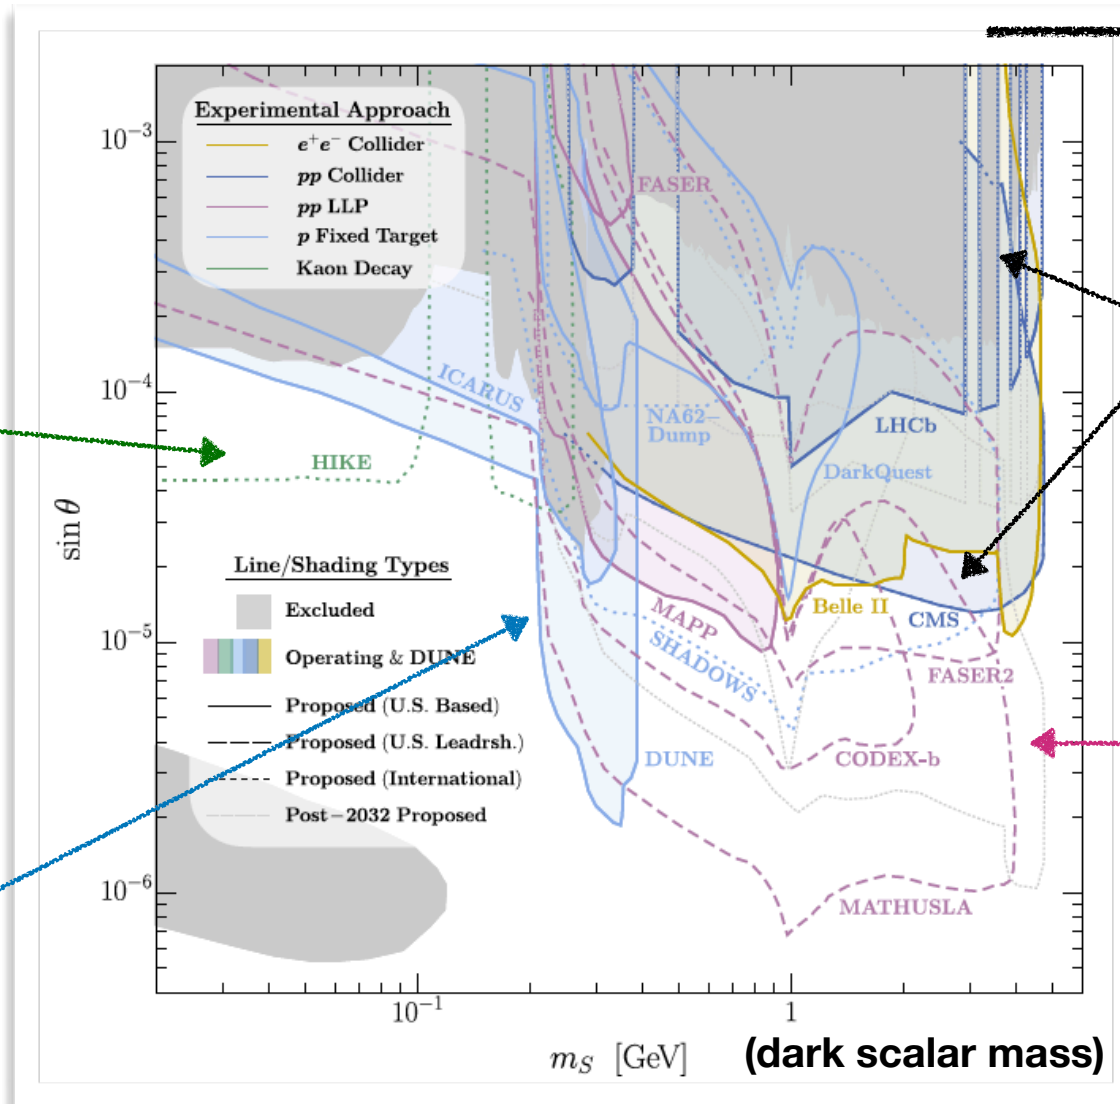 Experimental Approach
e⁺e⁻ Collider
pp Collider
pp LLP
p Fixed Target
Kaon Decay
10⁻³
FASER
10⁻⁴
ICARUS
NA62−
Dump
LHCb
DarkQuest
HIKE
sin θ
Line/Shading Types
Excluded
Operating & DUNE
Proposed (U.S. Based)
Proposed (U.S. Leadrsh.)
Proposed (International)
Post−2032 Proposed
MAPP
Belle II
CMS
10⁻⁵
SHADOWS
FASER2
DUNE
CODEX-b
10⁻⁶
MATHUSLA
10⁻¹
1
m_S [GeV]
(dark scalar mass)